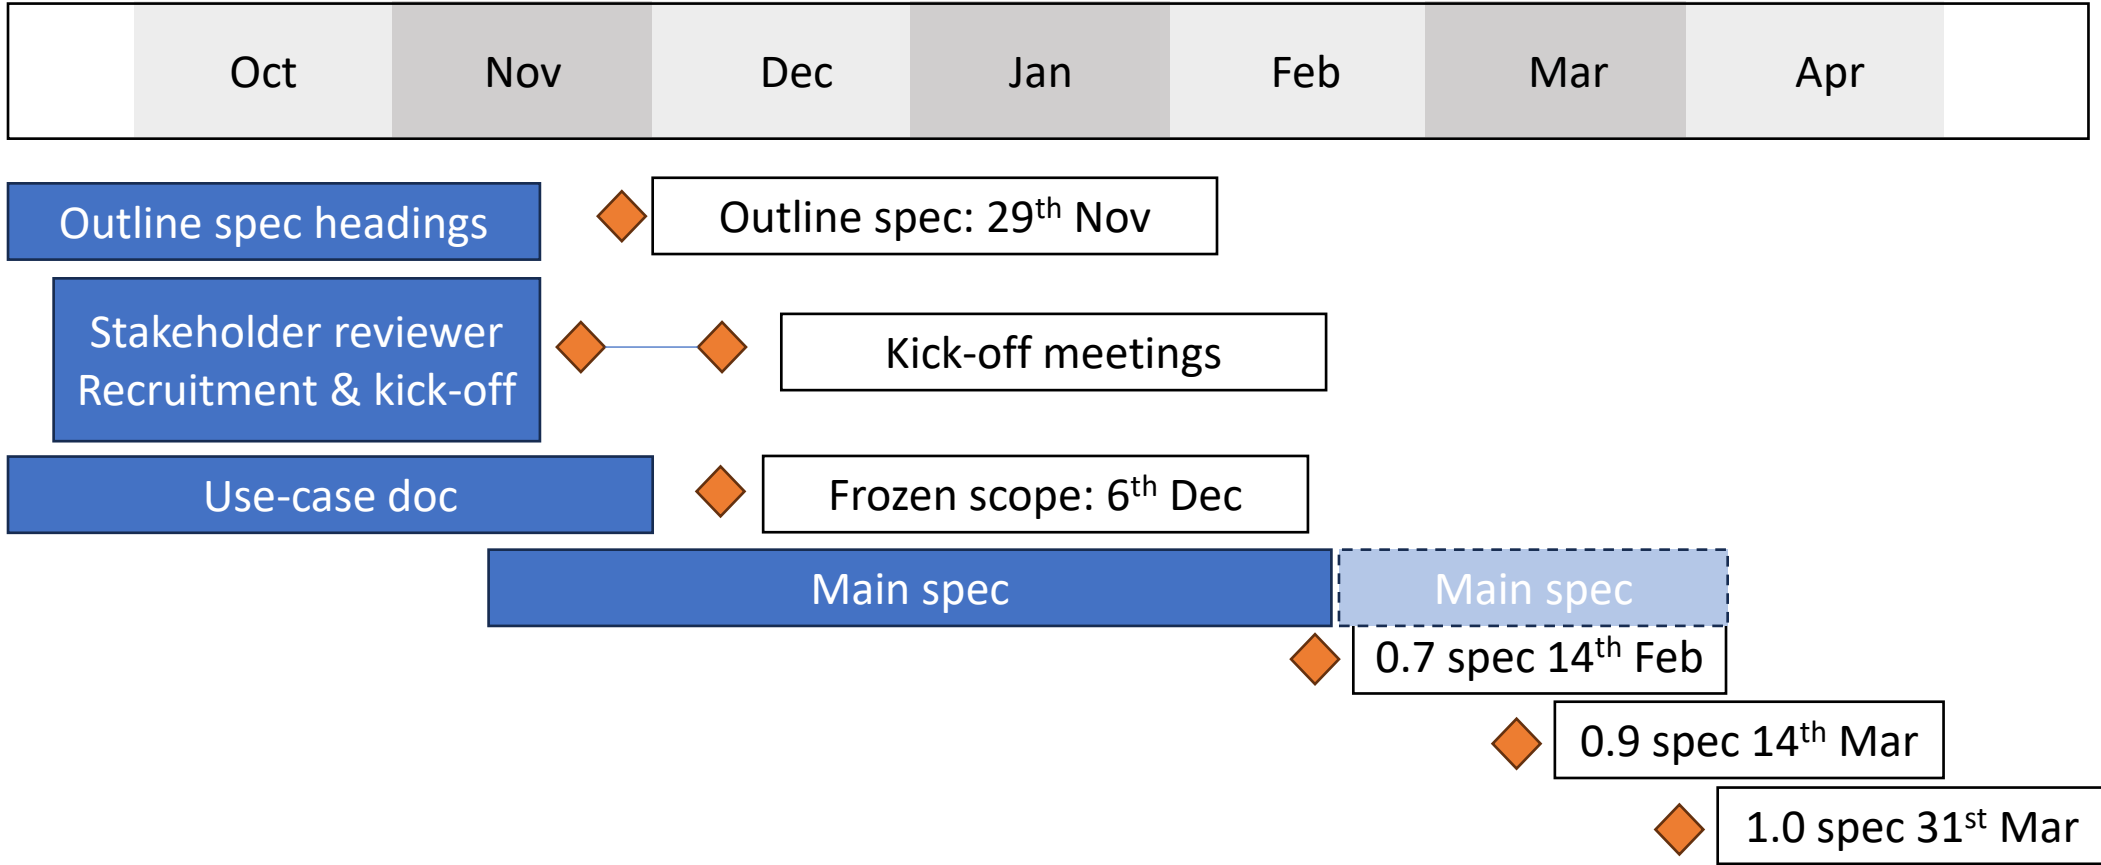 Oct Nov Dec Jan Feb Mar Apr
Outline spec headings
Outline spec: 29th Nov
Stakeholder reviewer
Recruitment & kick-off
Kick-off meetings
Use-case doc
Frozen scope: 6th Dec
Main spec
Main spec
0.7 spec 14th Feb
0.9 spec 14th Mar
1.0 spec 31st Mar